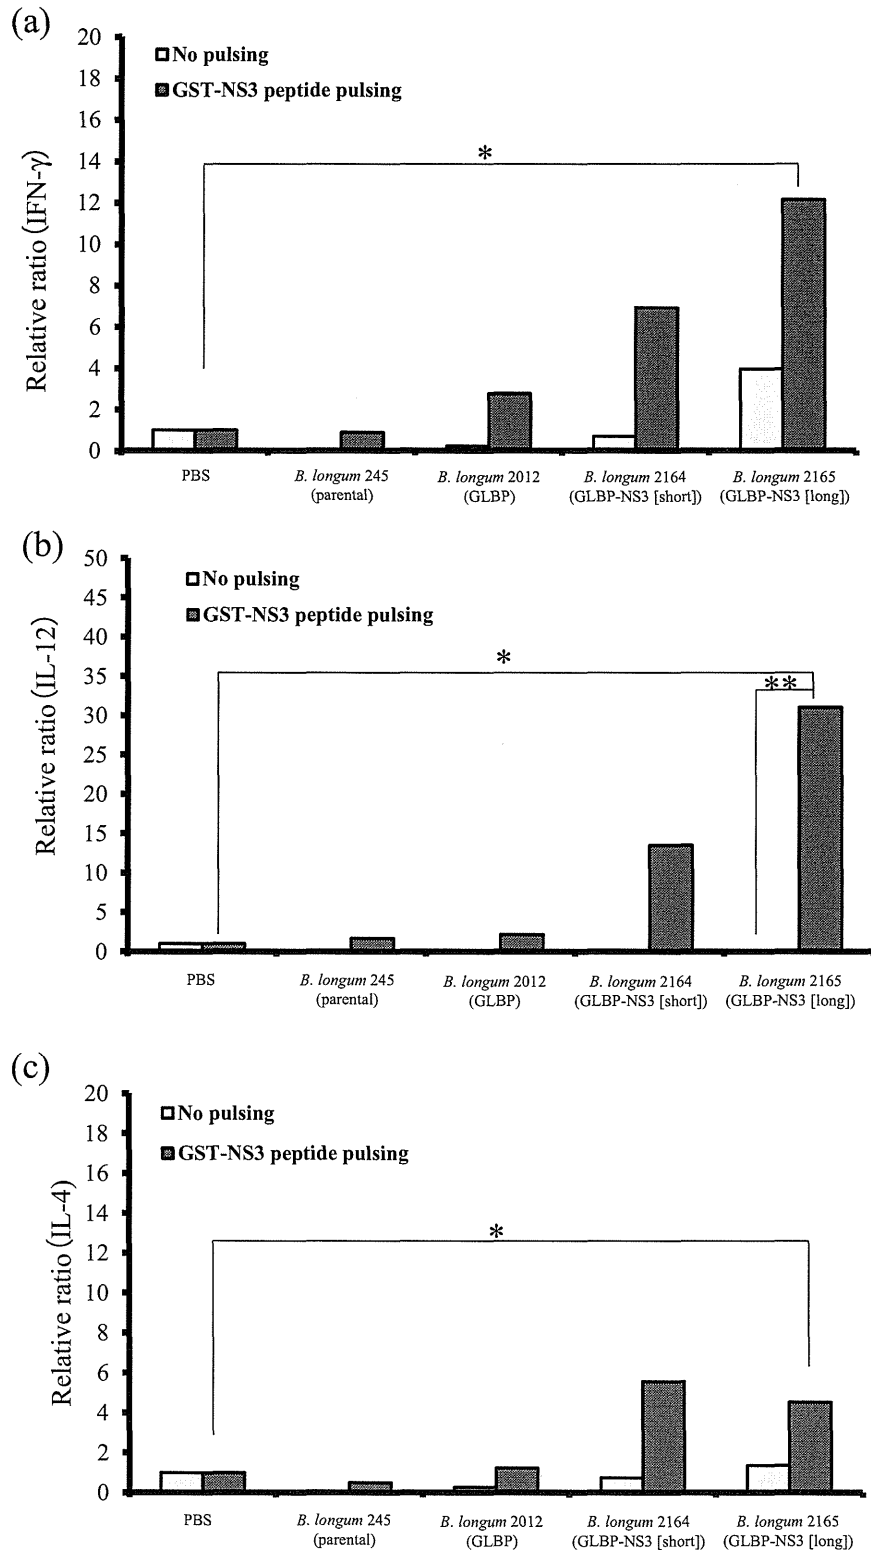 (a)
20
18
16
14
12
10
8
6
4
2
0
Relative ratio (IFN-γ)
No pulsing
GST-NS3 peptide pulsing
*
PBS
B. longum 245
(parental)
B. longum 2012
(GLBP)
B. longum 2164
(GLBP-NS3 [short])
B. longum 2165
(GLBP-NS3 [long])
(b)
50
45
40
35
30
25
20
15
10
5
0
Relative ratio (IL-12)
No pulsing
GST-NS3 peptide pulsing
*
**
PBS
B. longum 245
(parental)
B. longum 2012
(GLBP)
B. longum 2164
(GLBP-NS3 [short])
B. longum 2165
(GLBP-NS3 [long])
(c)
20
18
16
14
12
10
8
6
4
2
0
Relative ratio (IL-4)
No pulsing
GST-NS3 peptide pulsing
*
PBS
B. longum 245
(parental)
B. longum 2012
(GLBP)
B. longum 2164
(GLBP-NS3 [short])
B. longum 2165
(GLBP-NS3 [long])